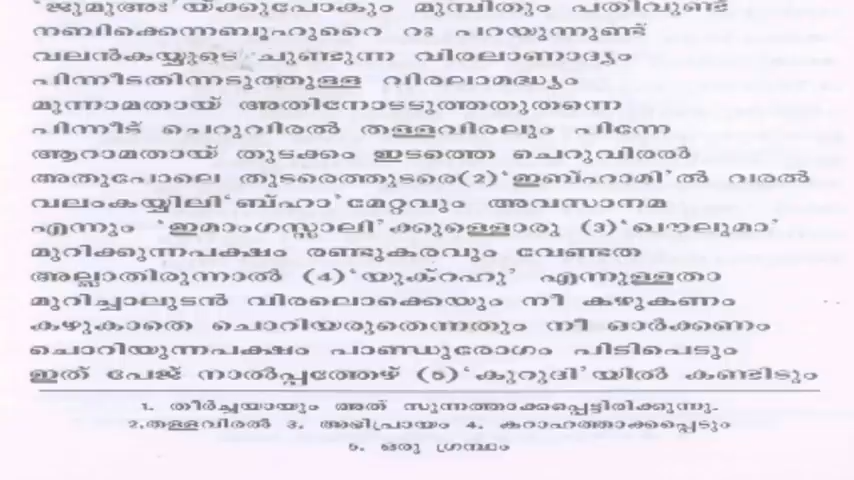 'ജുമുഅഃ'യ്ക്കുപോകും മുമ്പിതും പതിവുണ്ട്
നബിക്കെന്നബൂഹുറൈറഃ പറയുന്നുണ്ട്
വലൻകയ്യുടെ ചൂണ്ടുന്ന വിരലാണാദ്യം
പിന്നീടതിന്നടുത്തുള്ള വിരലാമദ്ധ്യം
മൂന്നാമതായ് അതിനോടടുത്തതുതന്നെ
പിന്നീട് ചെറുവിരൽ തള്ളവിരലും പിന്നേ
ആറാമതായ് തുടക്കം ഇടത്തെ ചെറുവിരൽ
അതുപോലെ തുടരെത്തുടരെ(2)'ഇബ്ഹാമി'ൽ വരൽ
വലംകയ്യിലി'ബ്ഹാ'മേറ്റവും അവസാനമ
എന്നും 'ഇമാംഗസ്സാലി'ക്കുള്ളൊരു (3)'ഖൗലുമാ'
മുറിക്കുന്നപക്ഷം രണ്ടുകരവും വേണ്ടതാ
അല്ലാതിരുന്നാൽ (4)'യുക്റഹു' എന്നുള്ളതാ
മുറിച്ചാലുടൻ വിരലൊക്കെയും നീ കഴുകണം
കഴുകാതെ ചൊറിയരുതെന്നതും നീ ഓർക്കണം
ചൊറിയുന്നപക്ഷം പാണ്ഡുരോഗം പിടിപെടും
ഇത് പേജ് നാൽപ്പത്തേഴ് (5)'കുറുദി'യിൽ കണ്ടിടും
1. തീർച്ചയായും അത് സുന്നത്താക്കപ്പെട്ടിരിക്കുന്നു.
2.തള്ളവിരൽ 3. അഭിപ്രായം 4. കറാഹത്താക്കപ്പെടും
5. ഒരു ഗ്രന്ഥം